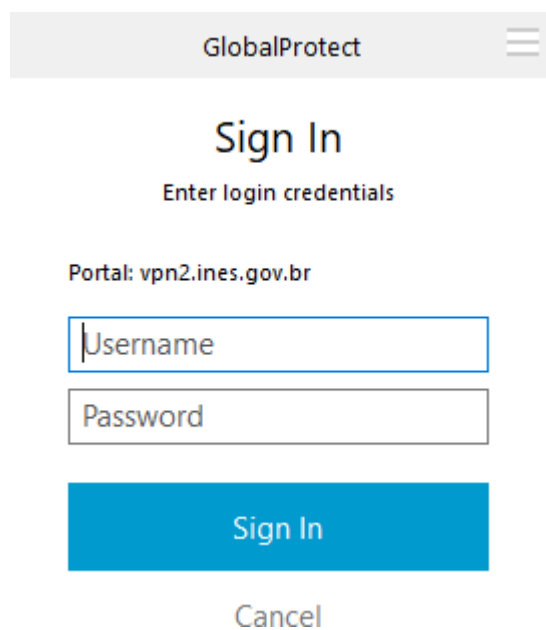 GlobalProtect
Sign In
Enter login credentials
Portal: vpn2.ines.gov.br
Username
Password
Sign In
Cancel